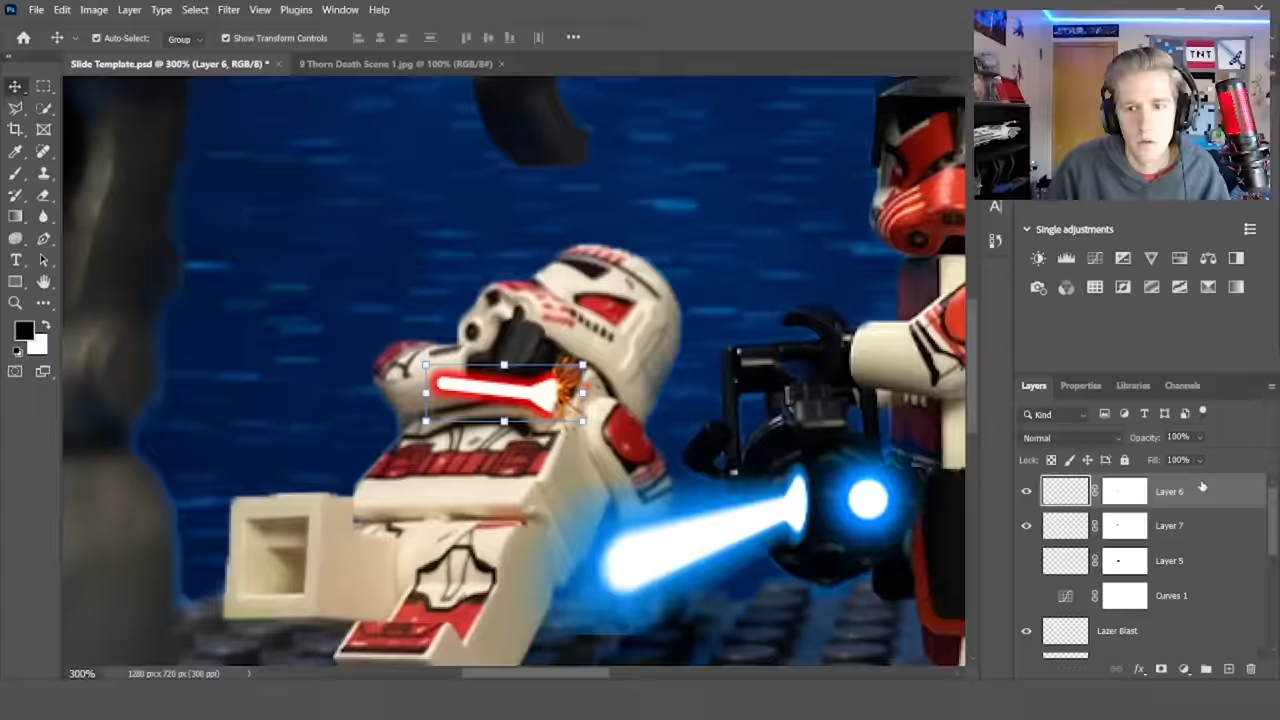 Ps File Edit Image Layer Type Select Filter View Plugins Window Help
Auto-Select: Group Show Transform Controls
Slide Template.psd @ 300% (Layer 6, RGB/8) * × 9 Thorn Death Scene 1.jpg @ 100% (RGB/8#) ×
TNT
A
Single adjustments
Layers Properties Libraries Channels
Kind
Normal Opacity: 100%
Lock: Fill: 100%
Layer 6
Layer 7
Layer 5
Curves 1
Lazer Blast
300% 1280 px x 720 px (300 ppi)
fx